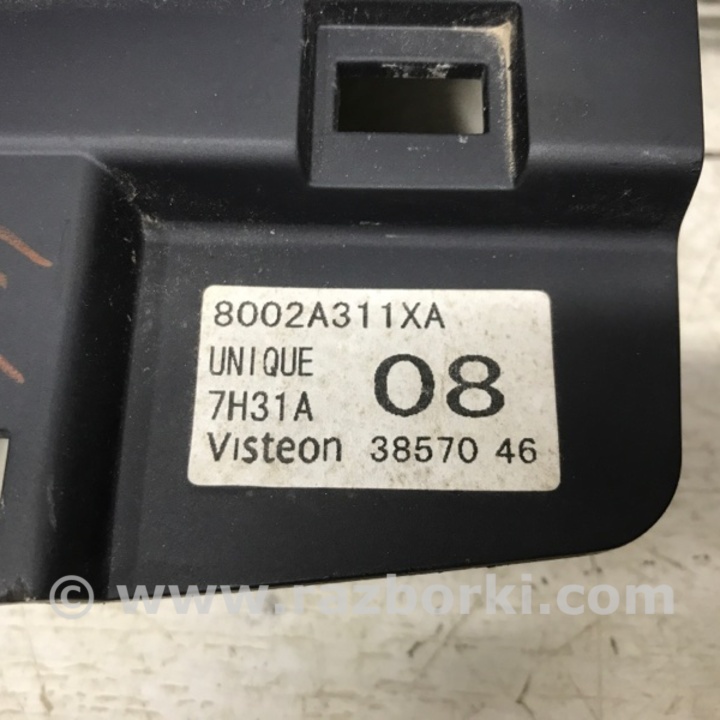 8002A311XA
UNIQUE 08
7H31A
Visteon 38570 46
© www.razborki.com